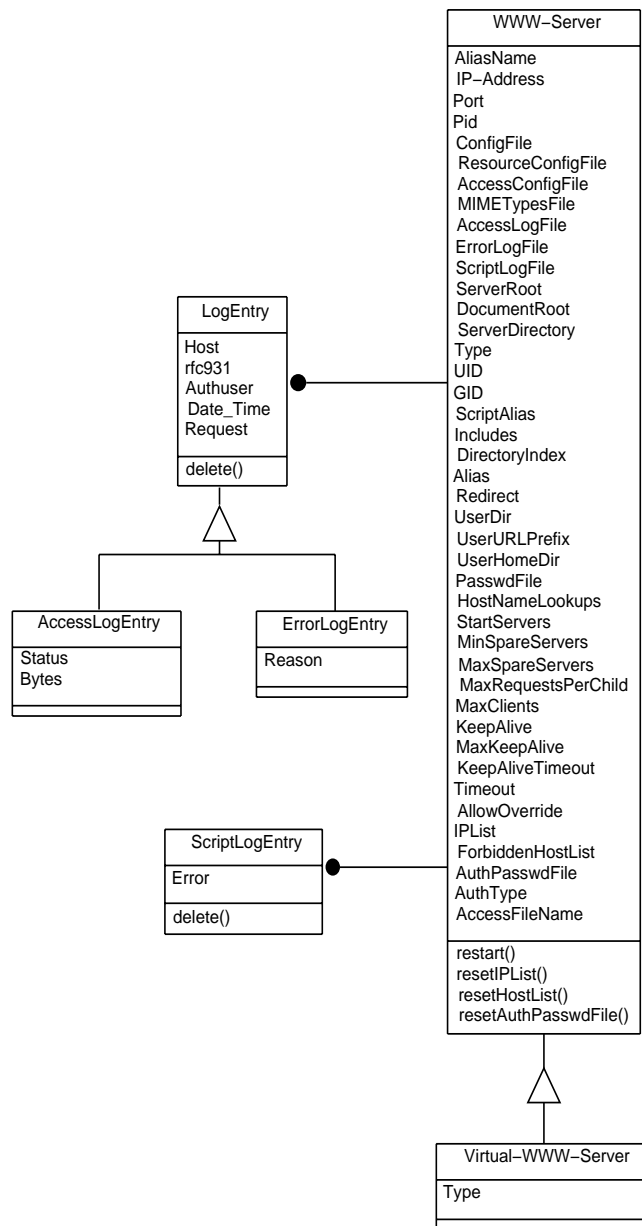 WWW–Server
AliasName
IP–Address
Port
Pid
ConfigFile
ResourceConfigFile
AccessConfigFile
MIMETypesFile
AccessLogFile
ErrorLogFile
ScriptLogFile
ServerRoot
DocumentRoot
ServerDirectory
Type
UID
GID
ScriptAlias
Includes
DirectoryIndex
Alias
Redirect
UserDir
UserURLPrefix
UserHomeDir
PasswdFile
HostNameLookups
StartServers
MinSpareServers
MaxSpareServers
MaxRequestsPerChild
MaxClients
KeepAlive
MaxKeepAlive
KeepAliveTimeout
Timeout
AllowOverride
IPList
ForbiddenHostList
AuthPasswdFile
AuthType
AccessFileName
restart()
resetIPList()
resetHostList()
resetAuthPasswdFile()
LogEntry
Host
rfc931
Authuser
Date_Time
Request
delete()
AccessLogEntry
Status
Bytes
ErrorLogEntry
Reason
ScriptLogEntry
Error
delete()
Virtual–WWW–Server
Type